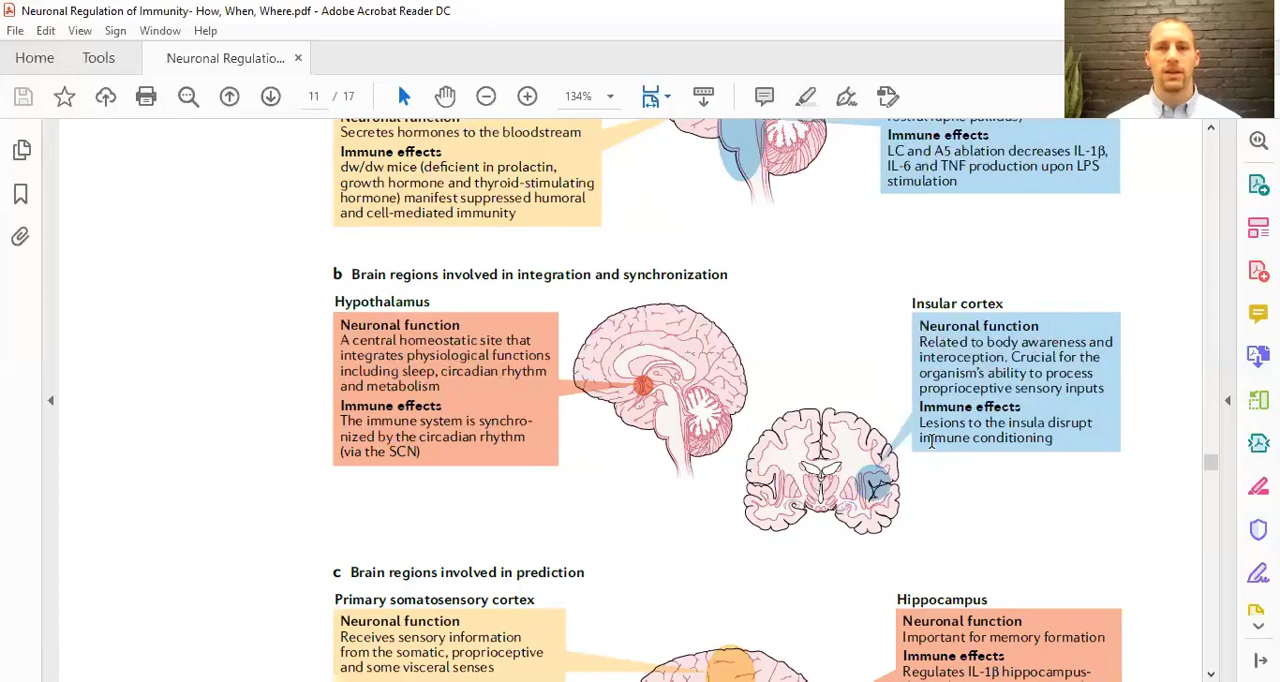 Neuronal Regulation of Immunity- How, When, Where.pdf - Adobe Acrobat Reader DC
File Edit View Sign Window Help
Home Tools Neuronal Regulatio... ×
11 / 17 134%
Secretes hormones to the bloodstream
Immune effects
dw/dw mice (deficient in prolactin,
growth hormone and thyroid-stimulating
hormone) manifest suppressed humoral
and cell-mediated immunity
Immune effects
LC and A5 ablation decreases IL-1β,
IL-6 and TNF production upon LPS
stimulation
b Brain regions involved in integration and synchronization
Hypothalamus
Neuronal function
A central homeostatic site that
integrates physiological functions
including sleep, circadian rhythm
and metabolism
Immune effects
The immune system is synchro-
nized by the circadian rhythm
(via the SCN)
Insular cortex
Neuronal function
Related to body awareness and
interoception. Crucial for the
organism's ability to process
proprioceptive sensory inputs
Immune effects
Lesions to the insula disrupt
immune conditioning
c Brain regions involved in prediction
Primary somatosensory cortex
Neuronal function
Receives sensory information
from the somatic, proprioceptive
and some visceral senses
Hippocampus
Neuronal function
Important for memory formation
Immune effects
Regulates IL-1β hippocampus-